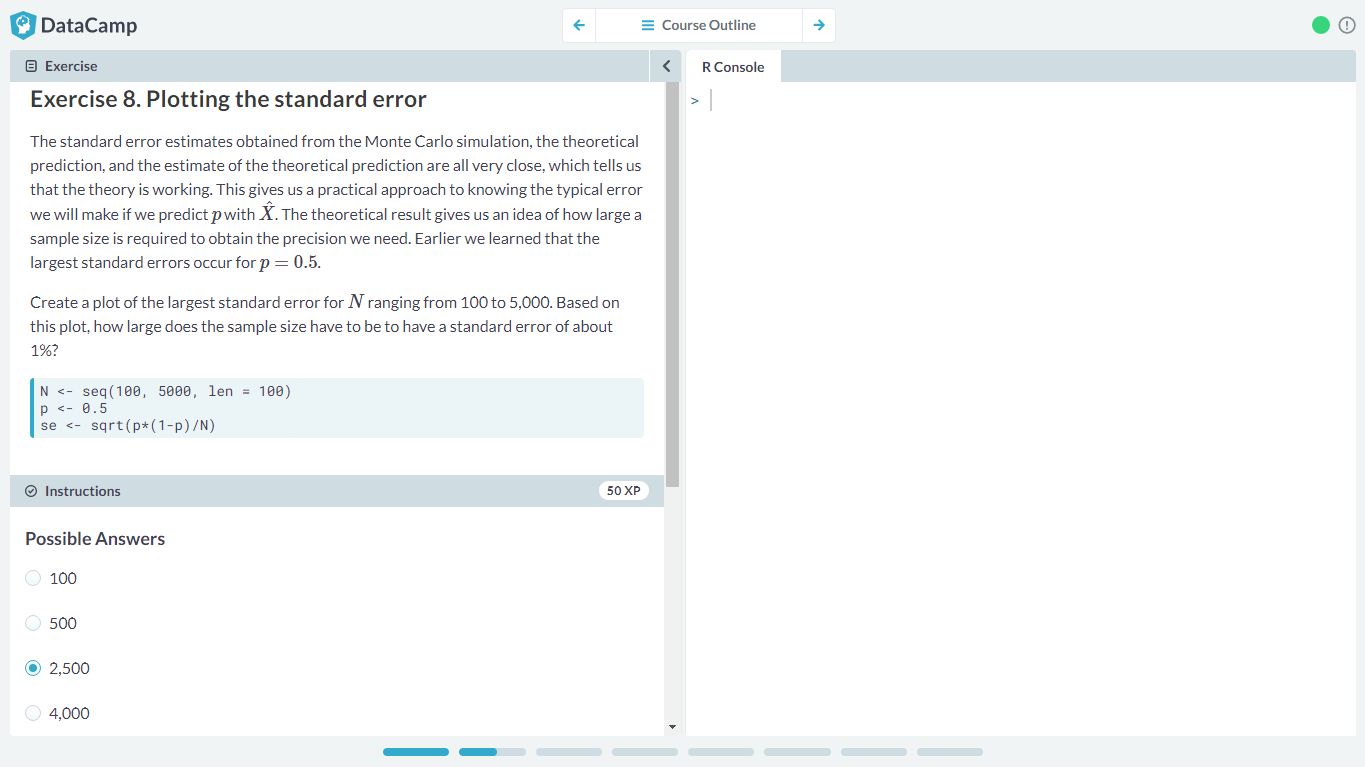 DataCamp
Course Outline
Exercise
R Console
Exercise 8. Plotting the standard error
The standard error estimates obtained from the Monte Carlo simulation, the theoretical
prediction, and the estimate of the theoretical prediction are all very close, which tells us
that the theory is working. This gives us a practical approach to knowing the typical error
we will make if we predict p with X̂. The theoretical result gives us an idea of how large a
sample size is required to obtain the precision we need. Earlier we learned that the
largest standard errors occur for p = 0.5.
Create a plot of the largest standard error for N ranging from 100 to 5,000. Based on
this plot, how large does the sample size have to be to have a standard error of about
1%?
N <- seq(100, 5000, len = 100)
p <- 0.5
se <- sqrt(p*(1-p)/N)
Instructions
50 XP
Possible Answers
100
500
2,500
4,000
>